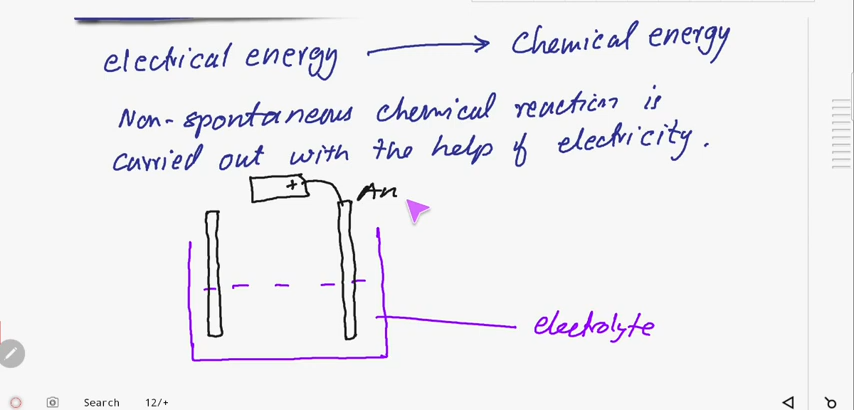 electrical energy → chemical energy
Non-spontaneous chemical reaction is
carried out with the help of electricity.
+ An
electrolyte
Search 12/+